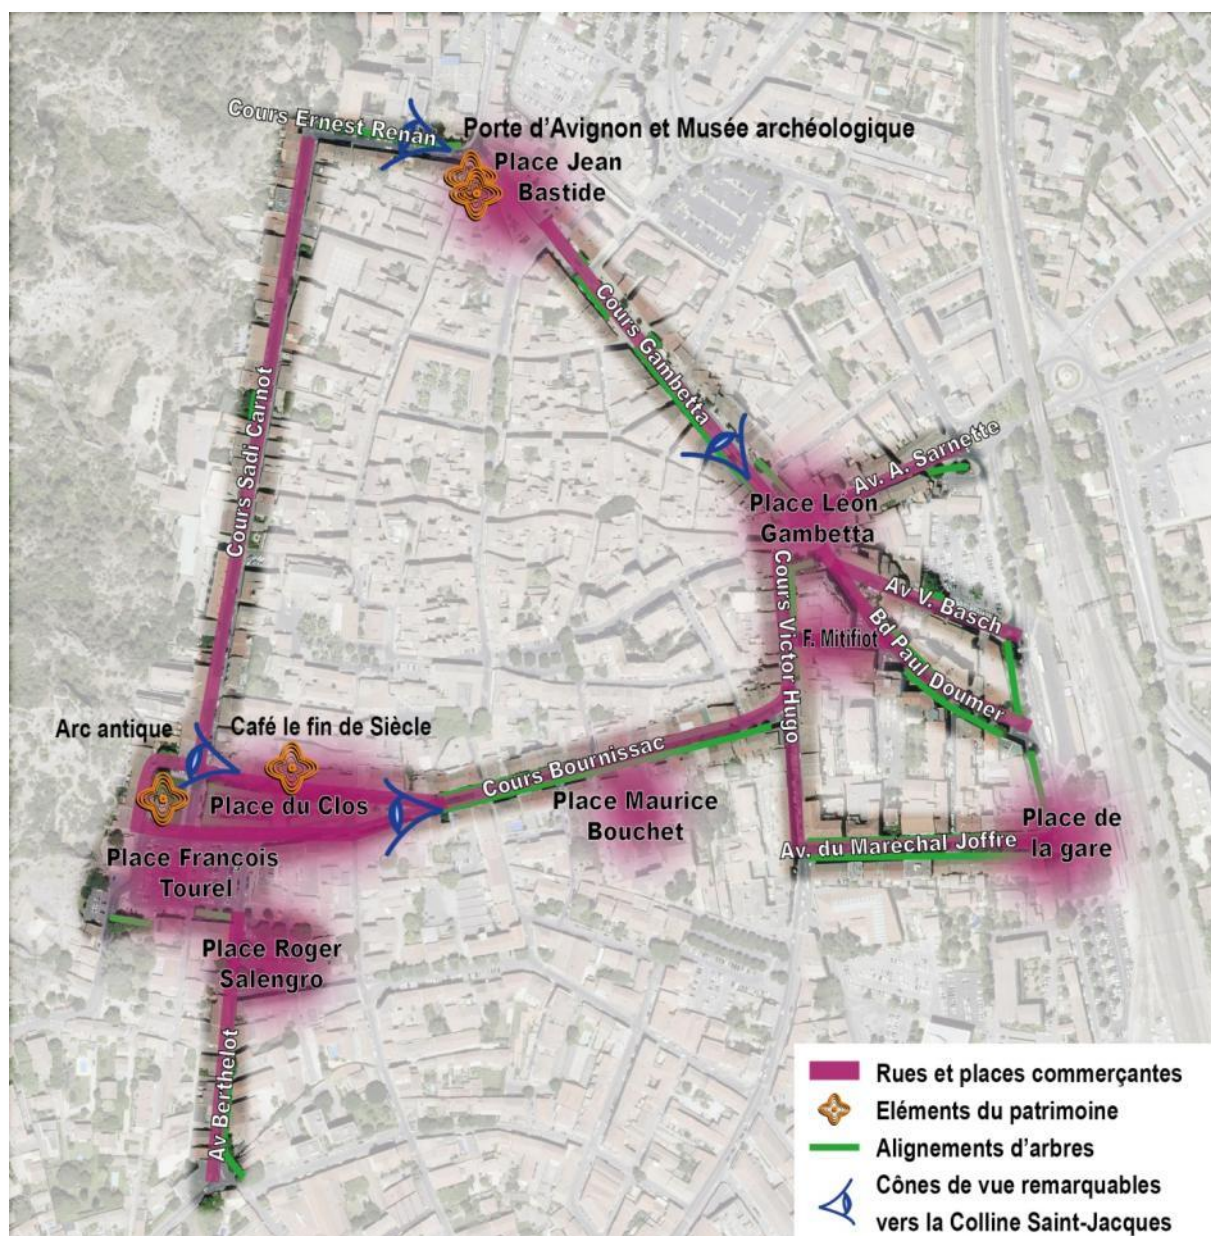 Cours Ernest Renan
Porte d'Avignon et Musée archéologique
Place Jean
Bastide
Cours Gambetta
Cours Sadi Carnot
Av. A. Sarnette
Place Léon
Gambetta
Cours Victor Hugo
Av V. Basch
F. Mitifiot
Bd Paul Doumer
Arc antique
Café le fin de Siècle
Cours Bournissac
Place du Clos
Place Maurice
Bouchet
Place de
la gare
Av. du Maréchal Joffre
Place François
Tourel
Place Roger
Salengro
Av Berthelot
Rues et places commerçantes
Eléments du patrimoine
Alignements d'arbres
Cônes de vue remarquables
vers la Colline Saint-Jacques